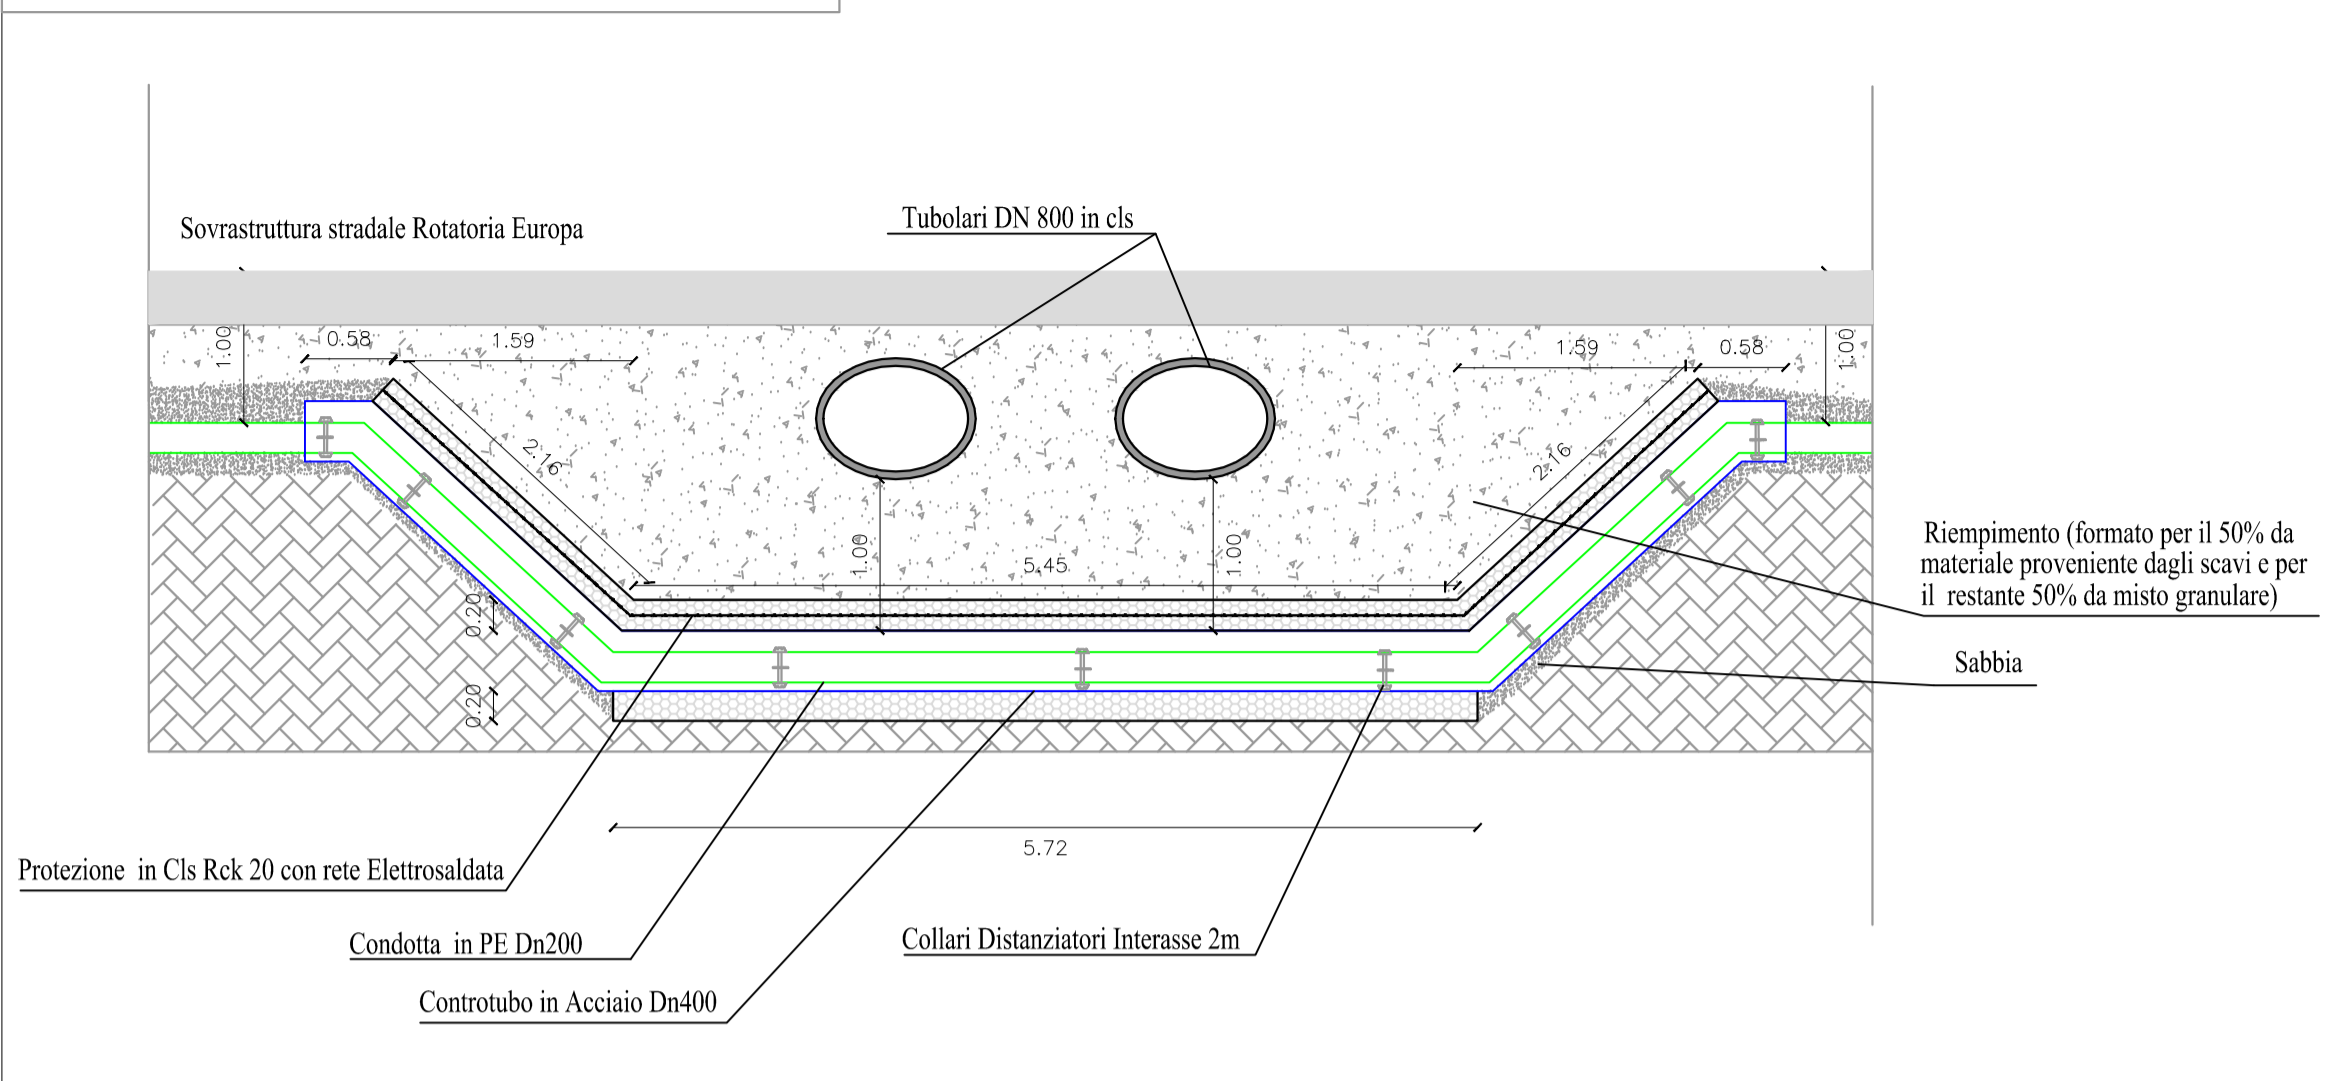 Tubolari DN 800 in cls
Sovrastruttura stradale Rotatoria Europa
1.00
0.58
1.59
1.59
0.58
1.00
2.16
2.16
1.00
5.45
1.00
Riempimento (formato per il 50% da
materiale proveniente dagli scavi e per
il restante 50% da misto granulare)
0.20
Sabbia
0.20
5.72
Protezione in Cls Rck 20 con rete Elettrosaldata
Condotta in PE Dn200
Collari Distanziatori Interasse 2m
Controtubo in Acciaio Dn400